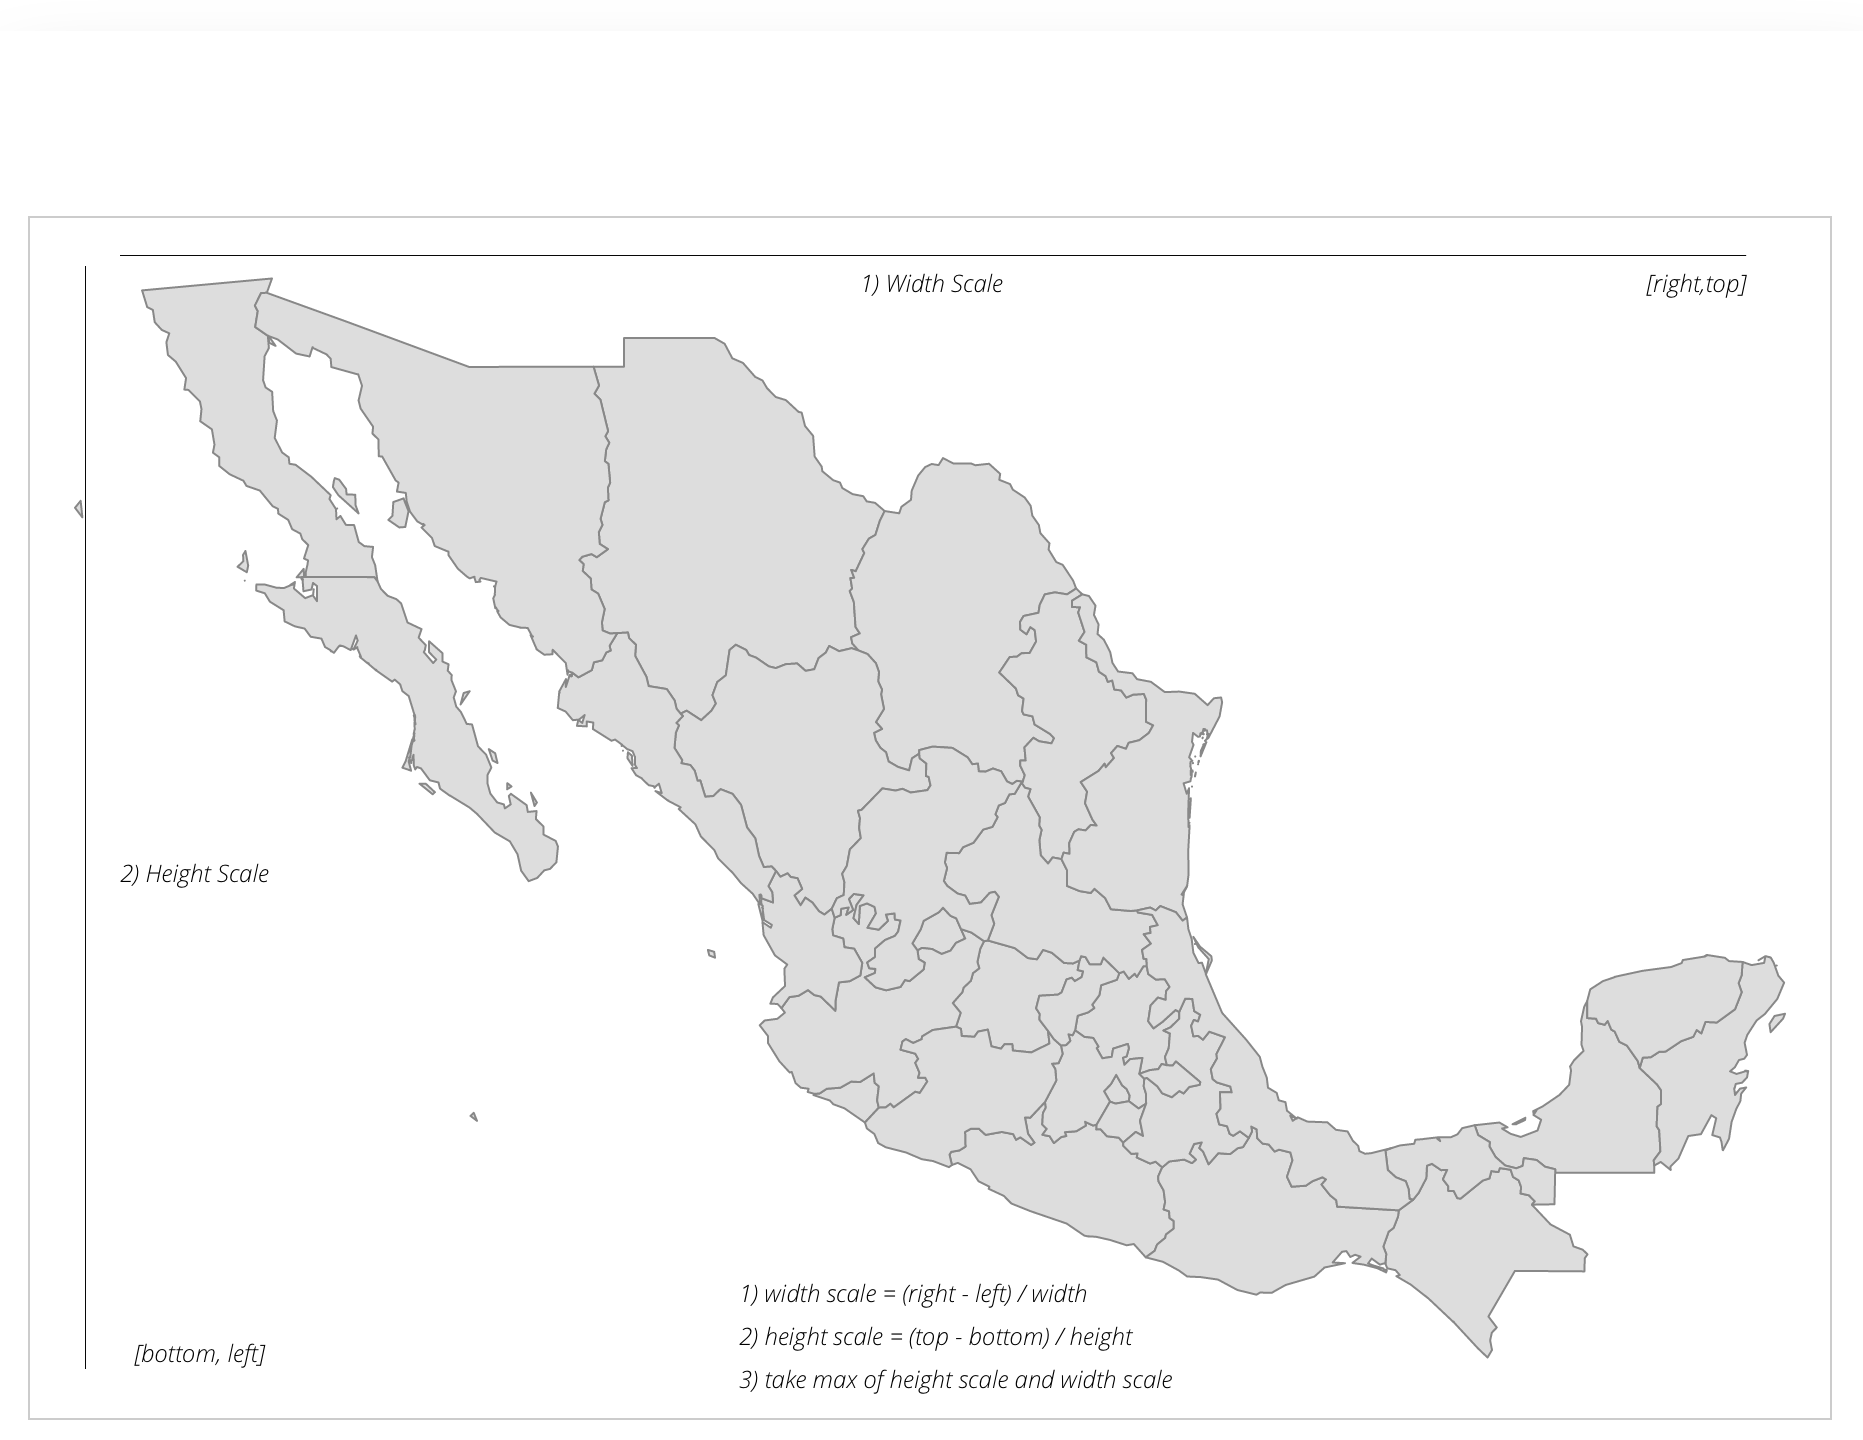 1) Width Scale
[right,top]
2) Height Scale
1) width scale = (right - left) / width
2) height scale = (top - bottom) / height
[bottom, left]
3) take max of height scale and width scale